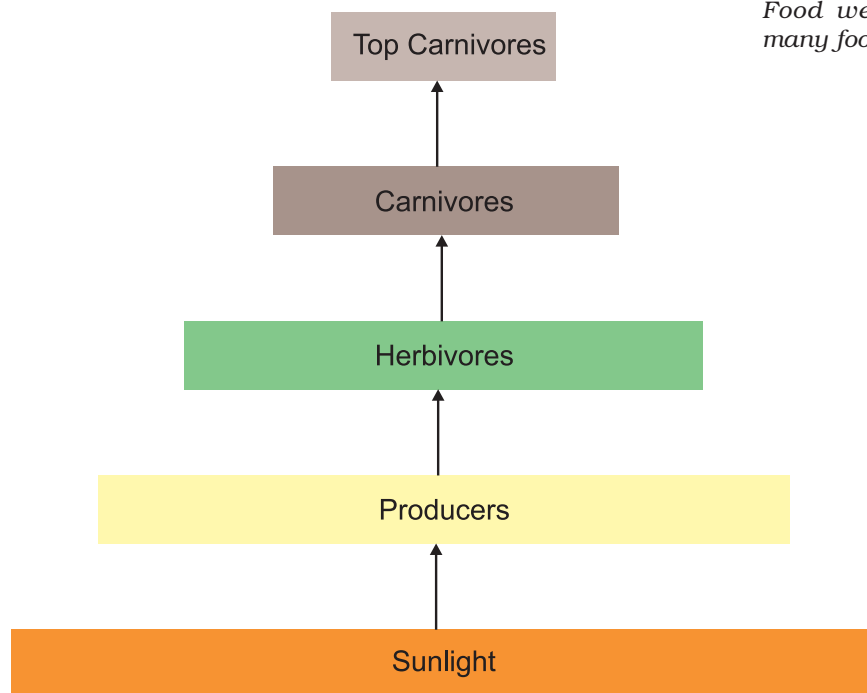 Food we
many foo
Top Carnivores
Carnivores
Herbivores
Producers
Sunlight